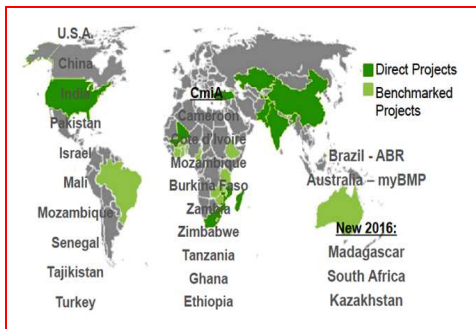 U.S.A.
China
India
Pakistan
Israel
Mali
Mozambique
Senegal
Tajikistan
Turkey
CmiA
Cameroon
Cote d'Ivoire
Mozambique
Burkina Faso
Zambia
Zimbabwe
Tanzania
Ghana
Ethiopia
Direct Projects
Benchmarked
Projects
Brazil - ABR
Australia – myBMP
New 2016:
Madagascar
South Africa
Kazakhstan